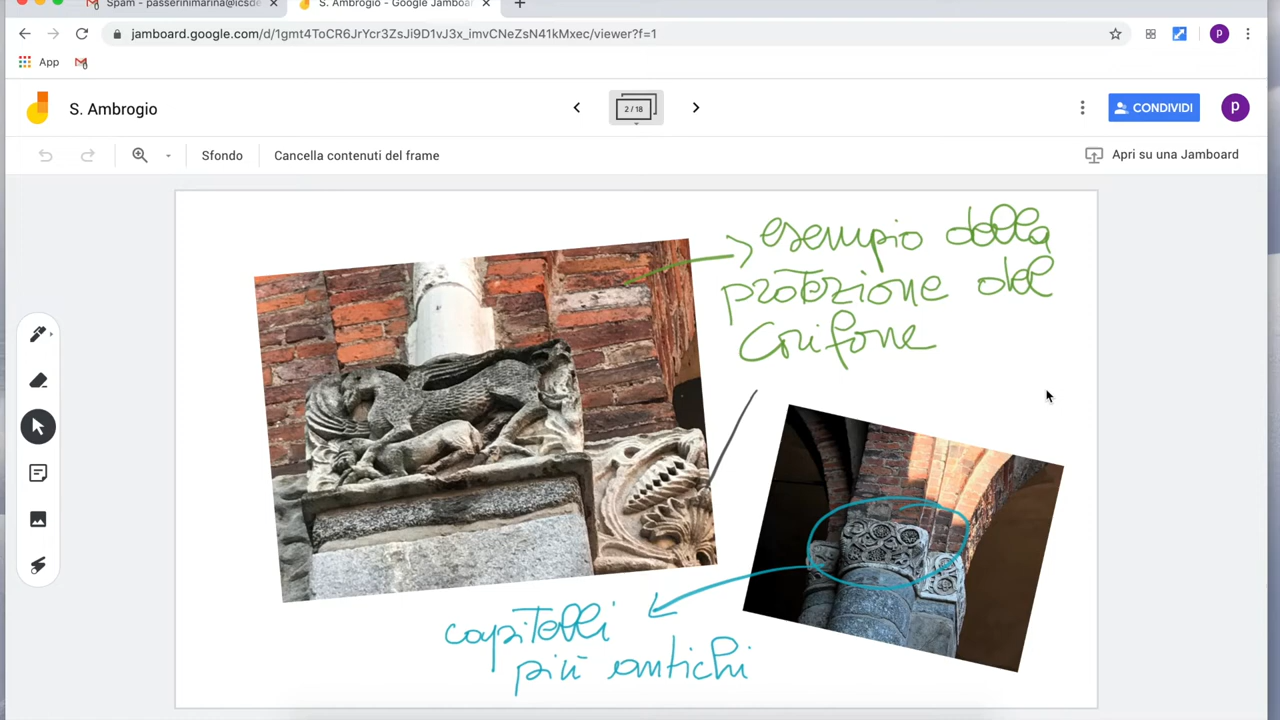 Spam - passerinimarina@icsde
S. Ambrogio - Google Jamboar
jamboard.google.com/d/1gmt4ToCR6JrYcr3ZsJi9D1vJ3x_imvCNeZsN41kMxec/viewer?f=1
p
App
S. Ambrogio
2 / 18
CONDIVIDI
p
Sfondo
Cancella contenuti del frame
Apri su una Jamboard
esempio della
protezione del
Grifone
capitelli
più antichi